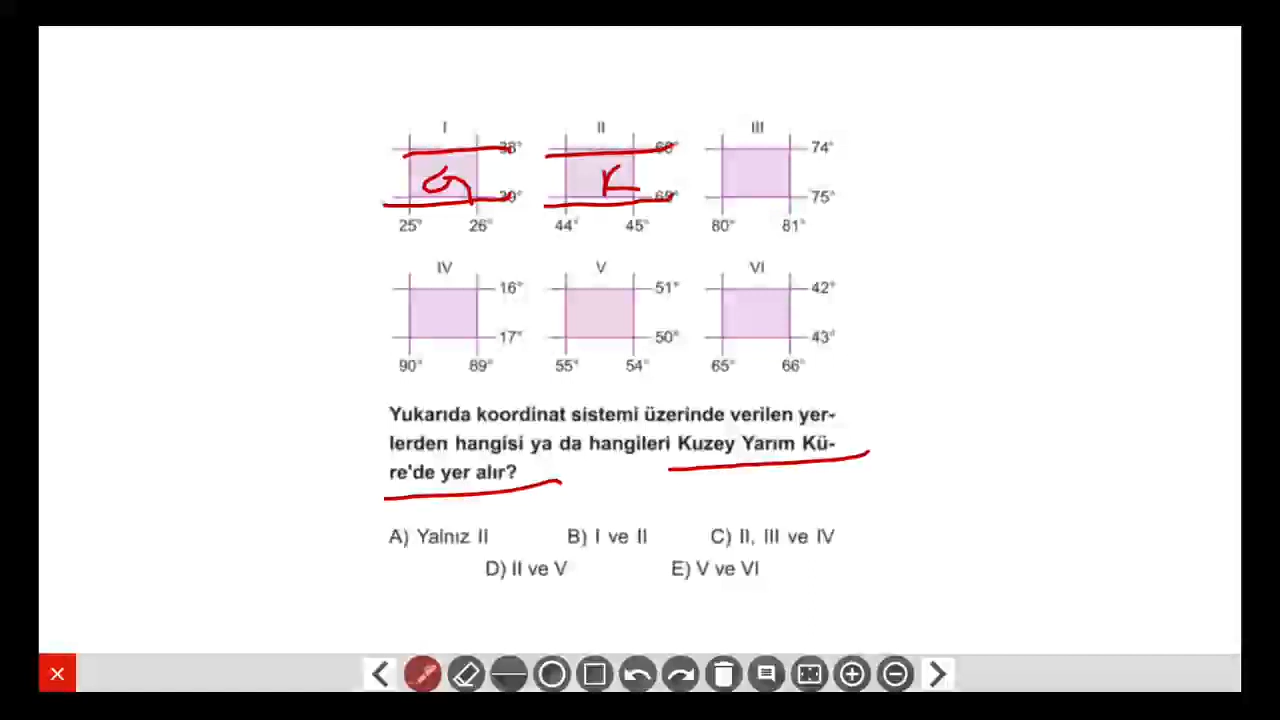 I II III
74°
G K
75°
25° 26° 44° 45° 80° 81°
IV V VI
16° 51° 42°
17° 50° 43°
90° 89° 55° 54° 65° 66°
Yukarıda koordinat sistemi üzerinde verilen yer-
lerden hangisi ya da hangileri Kuzey Yarım Kü-
re'de yer alır?
A) Yalnız II B) I ve II C) II, III ve IV
D) II ve V E) V ve VI